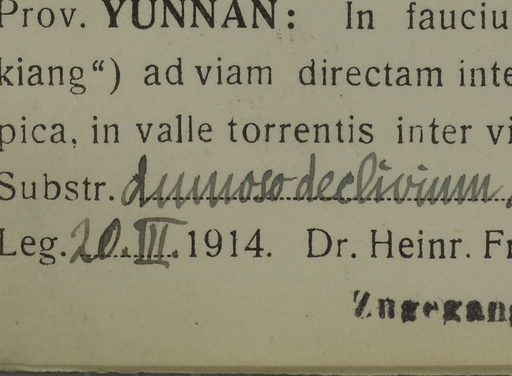 Prov. YUNNAN: In fauciu
kiang“) ad viam directam inte
pica, in valle torrentis inter vi
Substr. dumoso declivium,
Leg. 20. III. 1914. Dr. Heinr. Fr
Zugegang